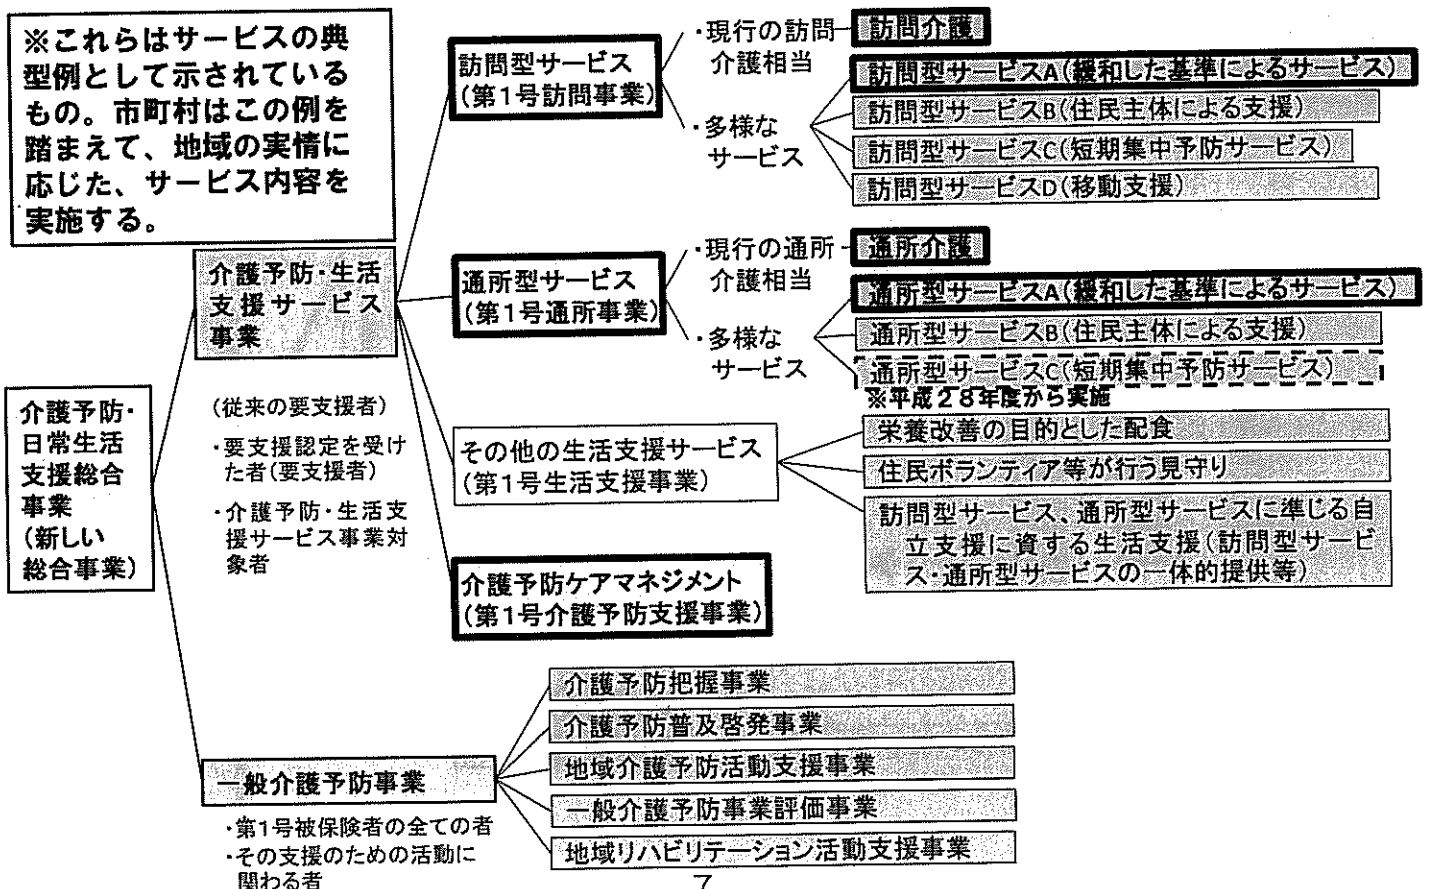 ※これらはサービスの典
型例として示されている
もの。市町村はこの例を
踏まえて、地域の実情に
応じた、サービス内容を
実施する。
介護予防・
日常生活
支援総合
事業
(新しい
総合事業)
介護予防・生活
支援サービス
事業
(従来の要支援者)
・要支援認定を受け
た者(要支援者)
・介護予防・生活支
援サービス事業対
象者
訪問型サービス
(第1号訪問事業)
・現行の訪問
介護相当
訪問介護
・多様な
サービス
訪問型サービスA(緩和した基準によるサービス)
訪問型サービスB(住民主体による支援)
訪問型サービスC(短期集中予防サービス)
訪問型サービスD(移動支援)
通所型サービス
(第1号通所事業)
・現行の通所
介護相当
通所介護
・多様な
サービス
通所型サービスA(緩和した基準によるサービス)
通所型サービスB(住民主体による支援)
通所型サービスC(短期集中予防サービス)
※平成28年度から実施
その他の生活支援サービス
(第1号生活支援事業)
栄養改善の目的とした配食
住民ボランティア等が行う見守り
訪問型サービス、通所型サービスに準じる自
立支援に資する生活支援(訪問型サービ
ス・通所型サービスの一体的提供等)
介護予防ケアマネジメント
(第1号介護予防支援事業)
一般介護予防事業
・第1号被保険者の全ての者
・その支援のための活動に
関わる者
介護予防把握事業
介護予防普及啓発事業
地域介護予防活動支援事業
一般介護予防事業評価事業
地域リハビリテーション活動支援事業
7